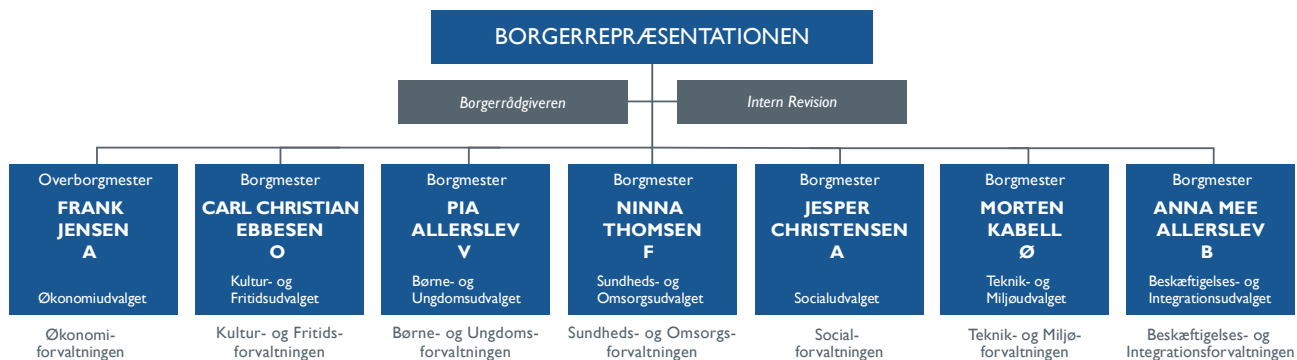 BORGERREPRÆSENTATIONEN
Borgerrådgiveren
Intern Revision
Overborgmester
FRANK
JENSEN
A
Økonomiudvalget
Økonomi-
forvaltningen
Borgmester
CARL CHRISTIAN
EBBESEN
O
Kultur- og
Fritidsudvalget
Kultur- og Fritids-
forvaltningen
Borgmester
PIA
ALLERSLEV
V
Børne- og
Ungdomsudvalget
Børne- og Ungdoms-
forvaltningen
Borgmester
NINNA
THOMSEN
F
Sundheds- og
Omsorgsudvalget
Sundheds- og Omsorgs-
forvaltningen
Borgmester
JESPER
CHRISTENSEN
A
Socialudvalget
Social-
forvaltningen
Borgmester
MORTEN
KABELL
Ø
Teknik- og
Miljøudvalget
Teknik- og Miljø-
forvaltningen
Borgmester
ANNA MEE
ALLERSLEV
B
Beskæftigelses- og
Integrationsudvalget
Beskæftigelses- og
Integrationforvaltningen